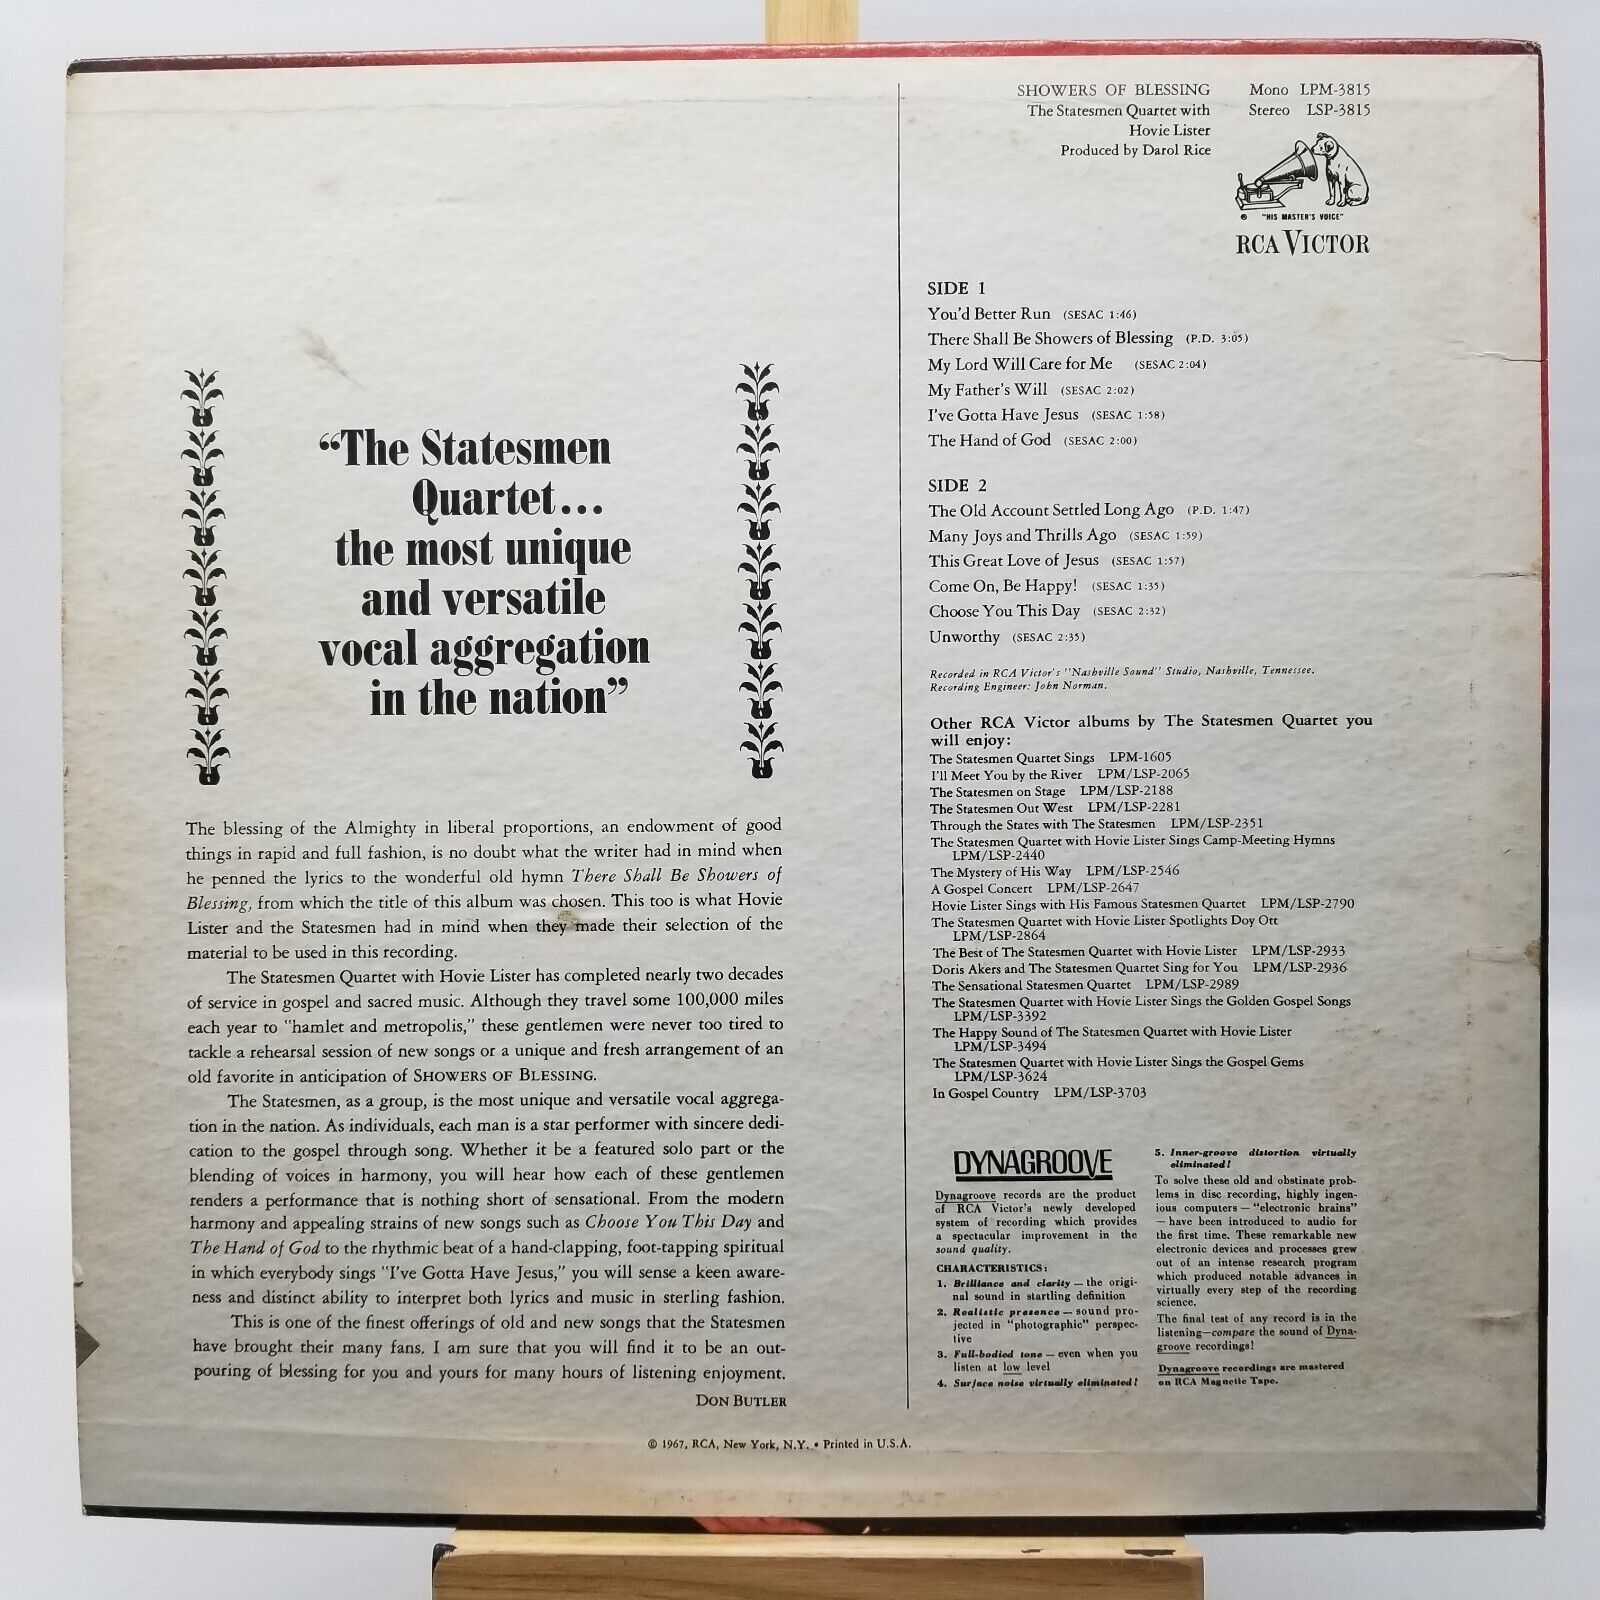 “The Statesmen
Quartet...
the most unique
and versatile
vocal aggregation
in the nation”
The blessing of the Almighty in liberal proportions, an endowment of good
things in rapid and full fashion, is no doubt what the writer had in mind when
he penned the lyrics to the wonderful old hymn There Shall Be Showers of
Blessing, from which the title of this album was chosen. This too is what Hovie
Lister and the Statesmen had in mind when they made their selection of the
material to be used in this recording.
The Statesmen Quartet with Hovie Lister has completed nearly two decades
of service in gospel and sacred music. Although they travel some 100,000 miles
each year to "hamlet and metropolis," these gentlemen were never too tired to
tackle a rehearsal session of new songs or a unique and fresh arrangement of an
old favorite in anticipation of SHOWERS OF BLESSING.
The Statesmen, as a group, is the most unique and versatile vocal aggrega-
tion in the nation. As individuals, each man is a star performer with sincere dedi-
cation to the gospel through song. Whether it be a featured solo part or the
blending of voices in harmony, you will hear how each of these gentlemen
renders a performance that is nothing short of sensational. From the modern
harmony and appealing strains of new songs such as Choose You This Day and
The Hand of God to the rhythmic beat of a hand-clapping, foot-tapping spiritual
in which everybody sings "I've Gotta Have Jesus," you will sense a keen aware-
ness and distinct ability to interpret both lyrics and music in sterling fashion.
This is one of the finest offerings of old and new songs that the Statesmen
have brought their many fans. I am sure that you will find it to be an out-
pouring of blessing for you and yours for many hours of listening enjoyment.
DON BUTLER
SHOWERS OF BLESSING Mono LPM-3815
The Statesmen Quartet with Stereo LSP-3815
Hovie Lister
Produced by Darol Rice
® "HIS MASTER'S VOICE"
RCA VICTOR
SIDE 1
You'd Better Run (SESAC 1:46)
There Shall Be Showers of Blessing (P.D. 3:05)
My Lord Will Care for Me (SESAC 2:04)
My Father's Will (SESAC 2:02)
I've Gotta Have Jesus (SESAC 1:58)
The Hand of God (SESAC 2:00)
SIDE 2
The Old Account Settled Long Ago (P.D. 1:47)
Many Joys and Thrills Ago (SESAC 1:59)
This Great Love of Jesus (SESAC 1:57)
Come On, Be Happy! (SESAC 1:35)
Choose You This Day (SESAC 2:32)
Unworthy (SESAC 2:35)
Recorded in RCA Victor's "Nashville Sound" Studio, Nashville, Tennessee.
Recording Engineer: John Norman.
Other RCA Victor albums by The Statesmen Quartet you
will enjoy:
The Statesmen Quartet Sings LPM-1605
I'll Meet You by the River LPM/LSP-2065
The Statesmen on Stage LPM/LSP-2188
The Statesmen Out West LPM/LSP-2281
Through the States with The Statesmen LPM/LSP-2351
The Statesmen Quartet with Hovie Lister Sings Camp-Meeting Hymns
LPM/LSP-2440
The Mystery of His Way LPM/LSP-2546
A Gospel Concert LPM/LSP-2647
Hovie Lister Sings with His Famous Statesmen Quartet LPM/LSP-2790
The Statesmen Quartet with Hovie Lister Spotlights Doy Ott
LPM/LSP-2864
The Best of The Statesmen Quartet with Hovie Lister LPM/LSP-2933
Doris Akers and The Statesmen Quartet Sing for You LPM/LSP-2936
The Sensational Statesmen Quartet LPM/LSP-2989
The Statesmen Quartet with Hovie Lister Sings the Golden Gospel Songs
LPM/LSP-3392
The Happy Sound of The Statesmen Quartet with Hovie Lister
LPM/LSP-3494
The Statesmen Quartet with Hovie Lister Sings the Gospel Gems
LPM/LSP-3624
In Gospel Country LPM/LSP-3703
DYNAGROOVE
Dynagroove records are the product
of RCA Victor's newly developed
system of recording which provides
a spectacular improvement in the
sound quality.
CHARACTERISTICS:
1. Brilliance and clarity — the origi-
nal sound in startling definition
2. Realistic presence — sound pro-
jected in "photographic" perspec-
tive
3. Full-bodied tone — even when you
listen at low level
4. Surface noise virtually eliminated!
5. Inner-groove distortion virtually
eliminated!
To solve these old and obstinate prob-
lems in disc recording, highly ingen-
ious computers — "electronic brains"
— have been introduced to audio for
the first time. These remarkable new
electronic devices and processes grew
out of an intense research program
which produced notable advances in
virtually every step of the recording
science.
The final test of any record is in the
listening—compare the sound of Dyna-
groove recordings!
Dynagroove recordings are mastered
on RCA Magnetic Tape.
© 1967, RCA, New York, N.Y. • Printed in U.S.A.